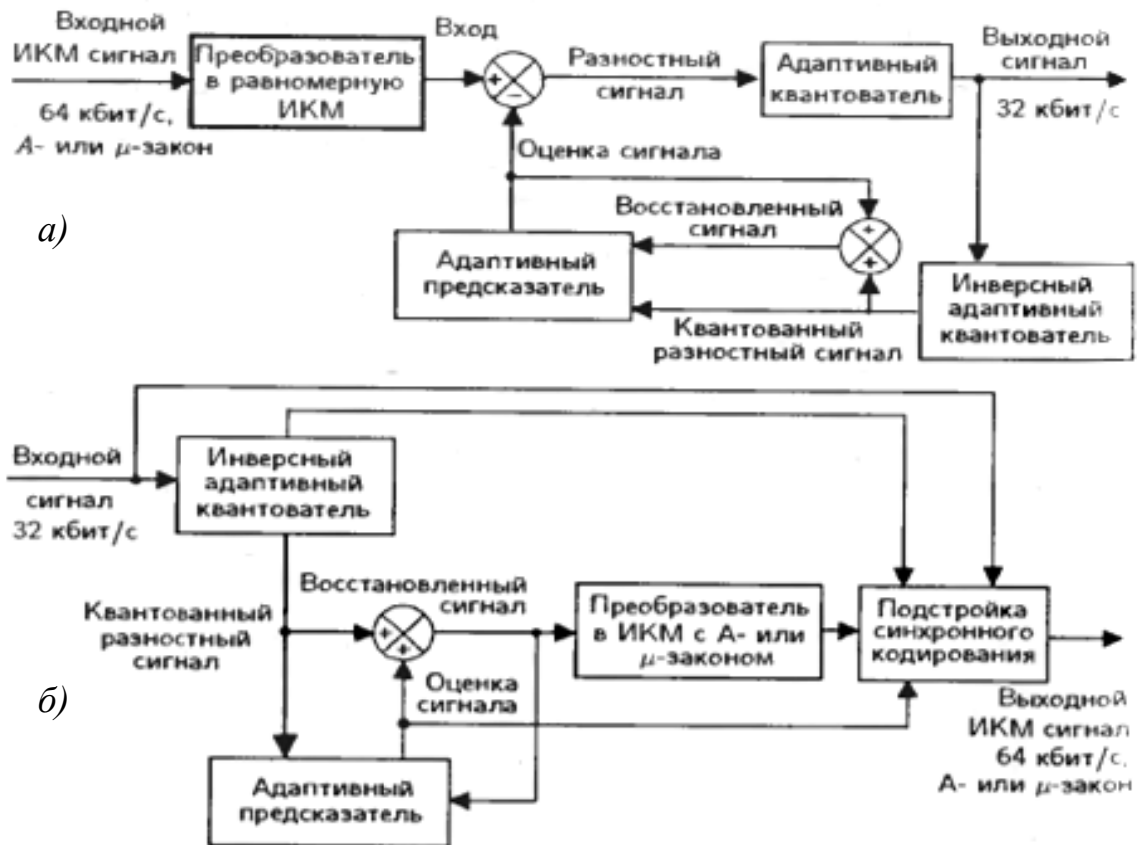 Входной
ИКМ сигнал
64 кбит/с,
А- или μ-закон
Преобразователь
в равномерную
ИКМ
Вход
+
−
Разностный
сигнал
Адаптивный
квантователь
Выходной
сигнал
32 кбит/с
Оценка сигнала
а)
Восстановленный
сигнал
+
+
Адаптивный
предсказатель
Инверсный
адаптивный
квантователь
Квантованный
разностный сигнал
Входной
сигнал
32 кбит/с
Инверсный
адаптивный
квантователь
Квантованный
разностный
сигнал
Восстановленный
сигнал
+
+
Преобразователь
в ИКМ с А- или
μ-законом
Подстройка
синхронного
кодирования
б)
Оценка
сигнала
Адаптивный
предсказатель
Выходной
ИКМ сигнал
64 кбит/с,
А- или μ-закон